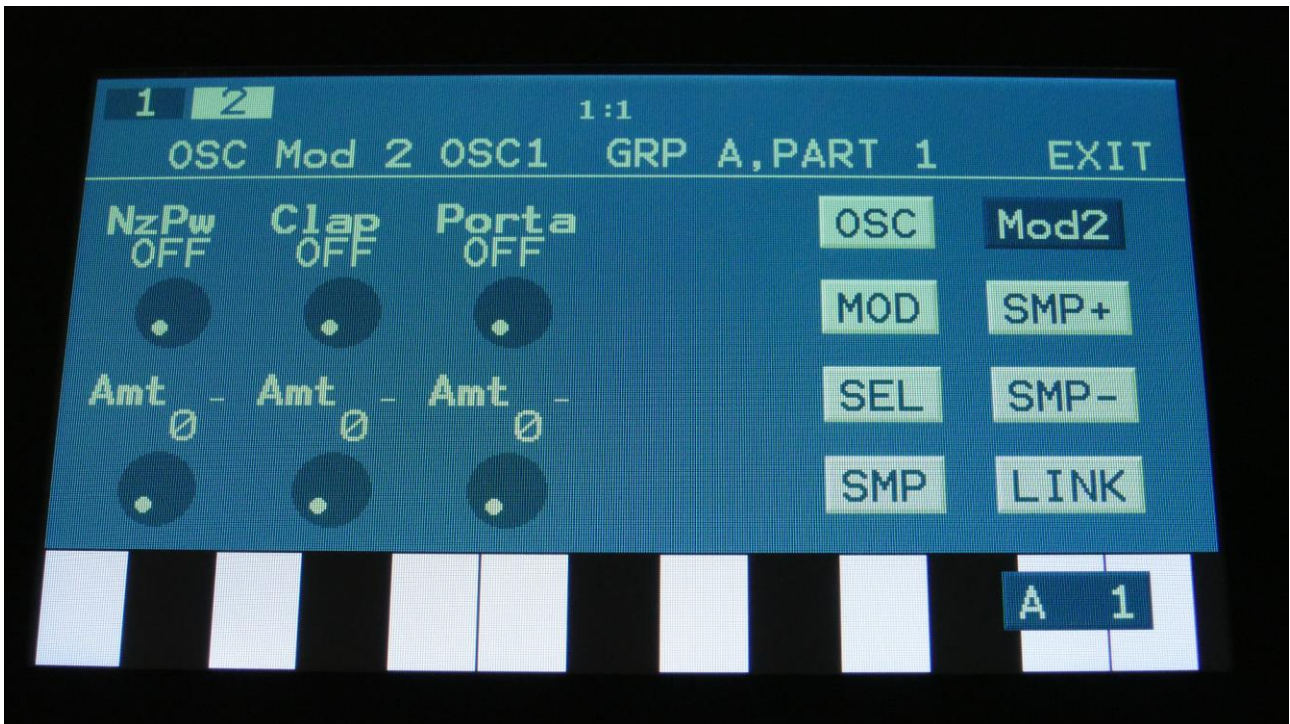 1 2 1:1
OSC Mod 2 OSC1 GRP A,PART 1 EXIT
NzPw Clap Porta OSC Mod2
OFF OFF OFF
MOD SMP+
Amt - Amt - Amt - SEL SMP-
0 0 0
SMP LINK
A 1